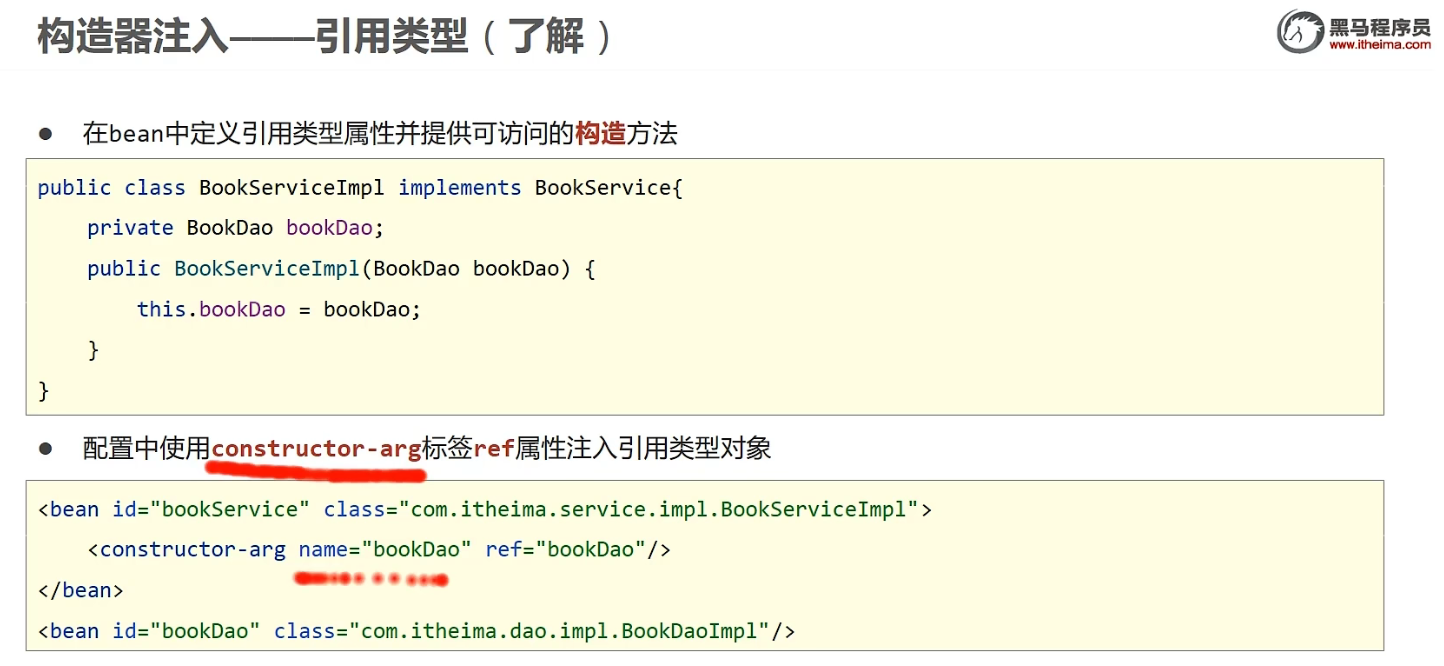 构造器注入——引用类型（了解）
黑马程序员
www.itheima.com
● 在bean中定义引用类型属性并提供可访问的构造方法
public class BookServiceImpl implements BookService{
    private BookDao bookDao;
    public BookServiceImpl(BookDao bookDao) {
        this.bookDao = bookDao;
    }
}
● 配置中使用constructor-arg标签ref属性注入引用类型对象
<bean id="bookService" class="com.itheima.service.impl.BookServiceImpl">
    <constructor-arg name="bookDao" ref="bookDao"/>
</bean>
<bean id="bookDao" class="com.itheima.dao.impl.BookDaoImpl"/>